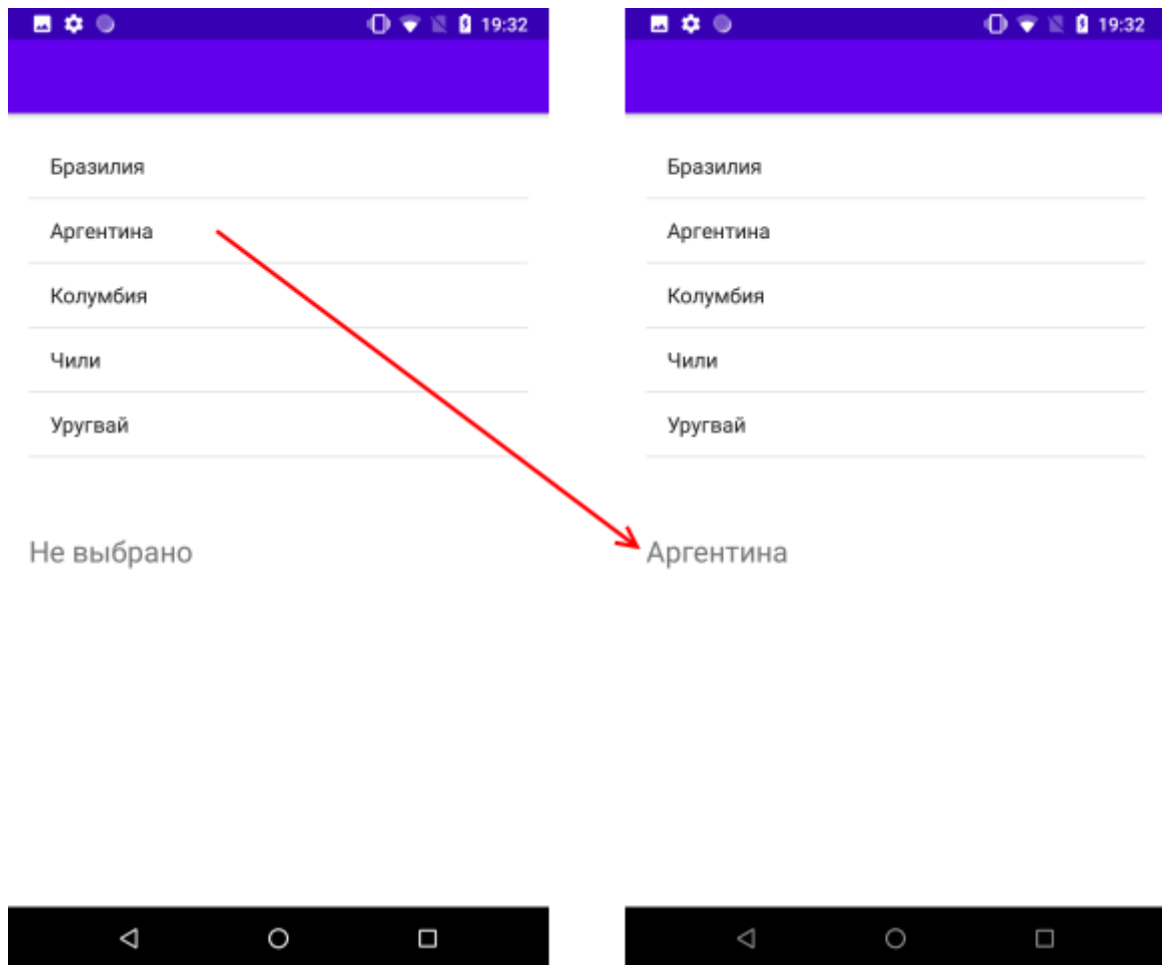 19:32
Бразилия
Аргентина
Колумбия
Чили
Уругвай
Не выбрано
19:32
Бразилия
Аргентина
Колумбия
Чили
Уругвай
Аргентина